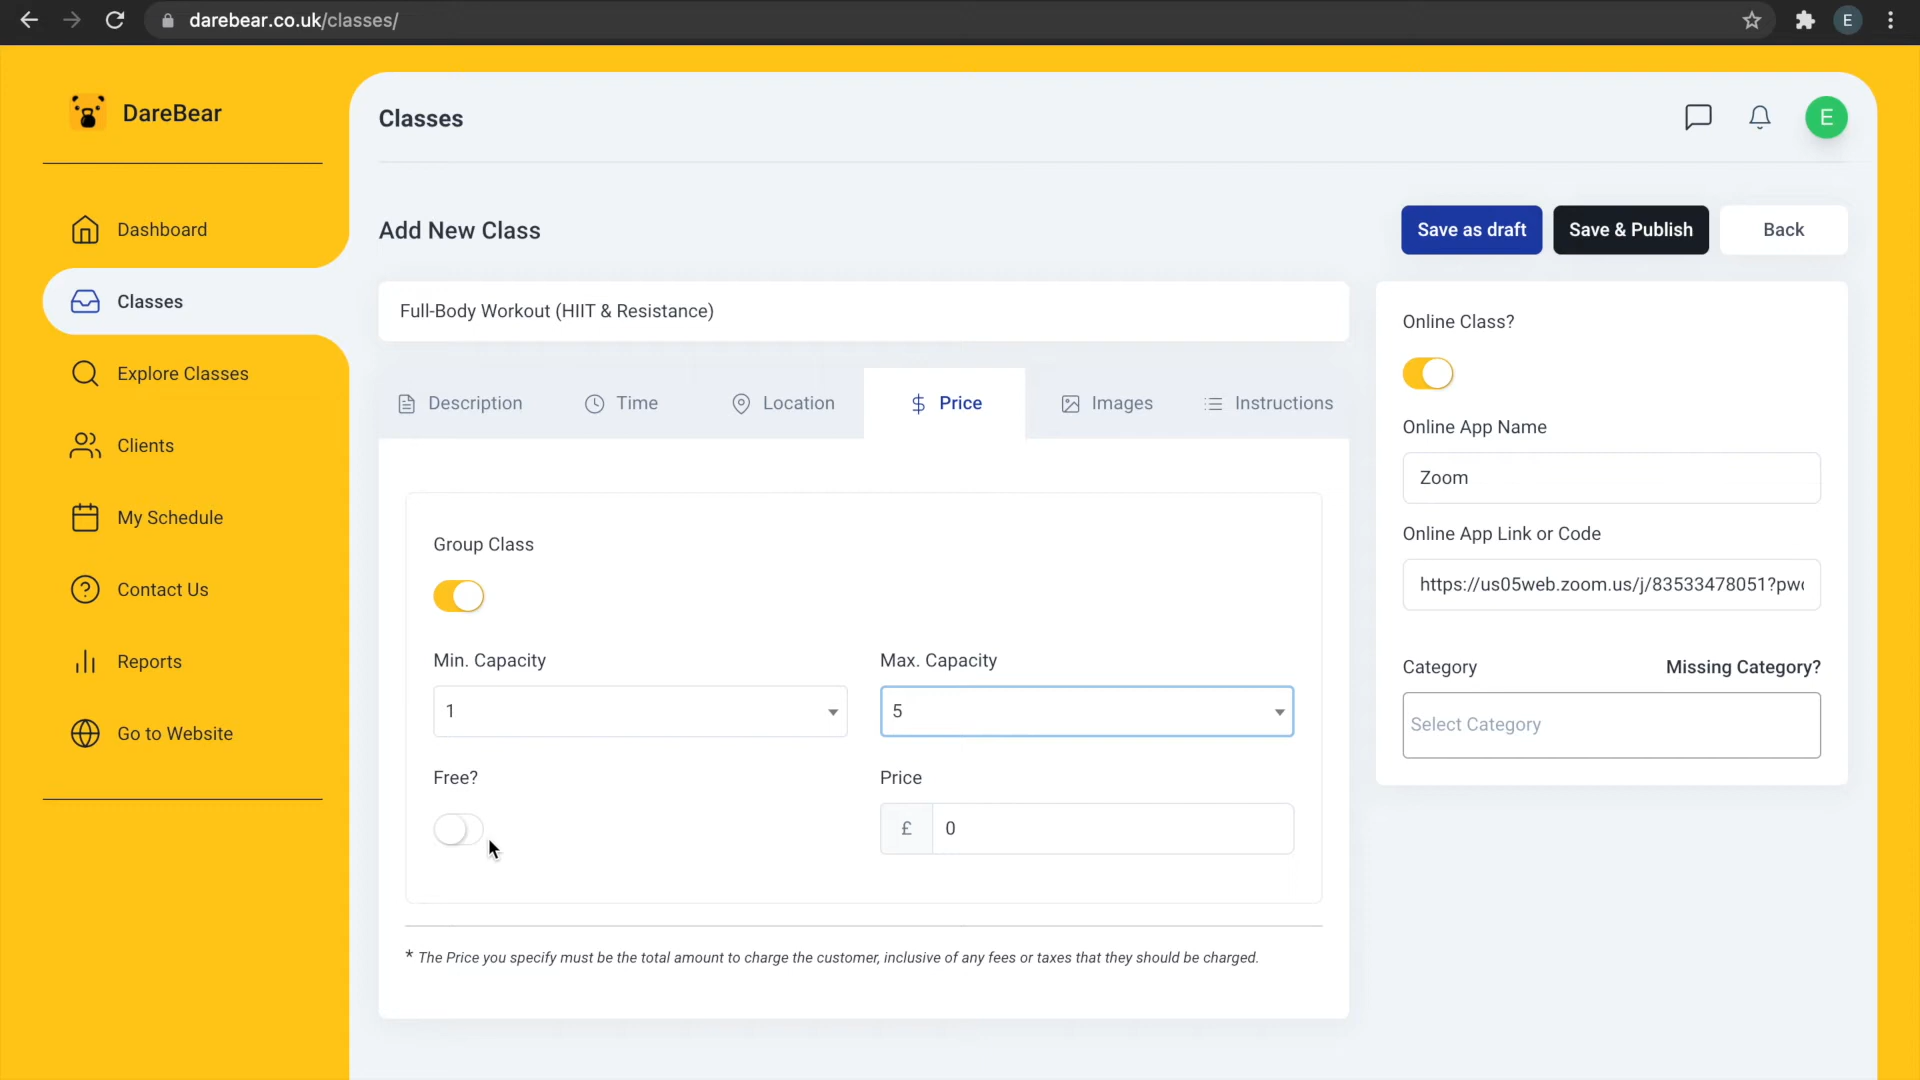 darebear.co.uk/classes/
E
DareBear
Classes
E
Dashboard
Classes
Explore Classes
Clients
My Schedule
Contact Us
Reports
Go to Website
Add New Class
Save as draft
Save & Publish
Back
Full-Body Workout (HIIT & Resistance)
Description
Time
Location
$ Price
Images
Instructions
Group Class
Min. Capacity
Max. Capacity
1
5
Free?
Price
£ 0
* The Price you specify must be the total amount to charge the customer, inclusive of any fees or taxes that they should be charged.
Online Class?
Online App Name
Zoom
Online App Link or Code
https://us05web.zoom.us/j/83533478051?pw
Category
Missing Category?
Select Category